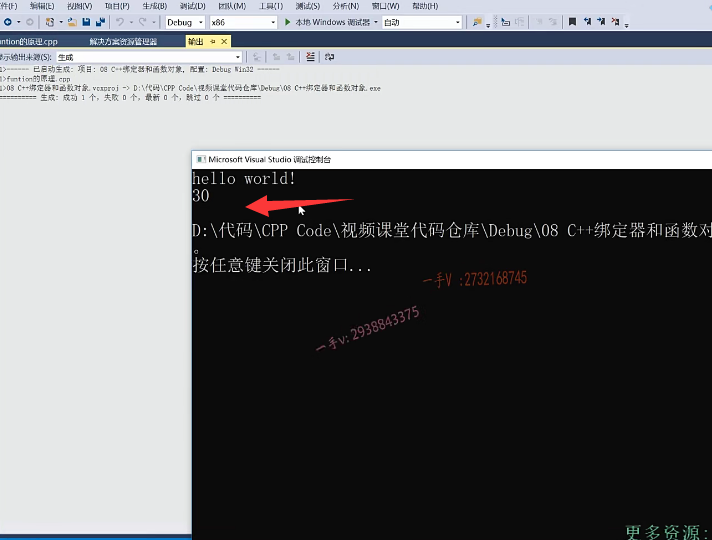 件(F) 编辑(E) 视图(V) 项目(P) 生成(B) 调试(D) 团队(M) 工具(T) 测试(S) 分析(N) 窗口(W) 帮助(H)
Debug x86 本地 Windows 调试器 自动
funtion的原理.cpp 解决方案资源管理器 输出
显示输出来源(S): 生成
1>------ 已启动生成: 项目: 08 C++绑定器和函数对象, 配置: Debug Win32 ------
1>funtion的原理.cpp
1>08 C++绑定器和函数对象.vcxproj -> D:\代码\CPP Code\视频课堂代码仓库\Debug\08 C++绑定器和函数对象.exe
========== 生成: 成功 1 个，失败 0 个，最新 0 个，跳过 0 个 ==========
Microsoft Visual Studio 调试控制台
hello world!
30
D:\代码\CPP Code\视频课堂代码仓库\Debug\08 C++绑定器和函数对
。
按任意键关闭此窗口...
一手V :2732168745
一手v: 2938843375
更多资源: